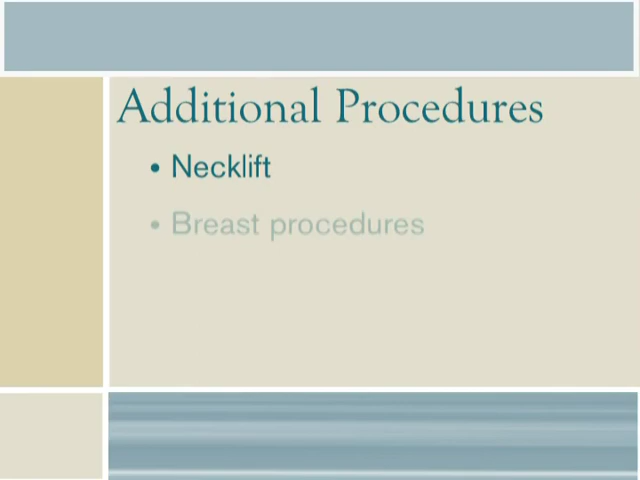 Additional Procedures
• Necklift
• Breast procedures